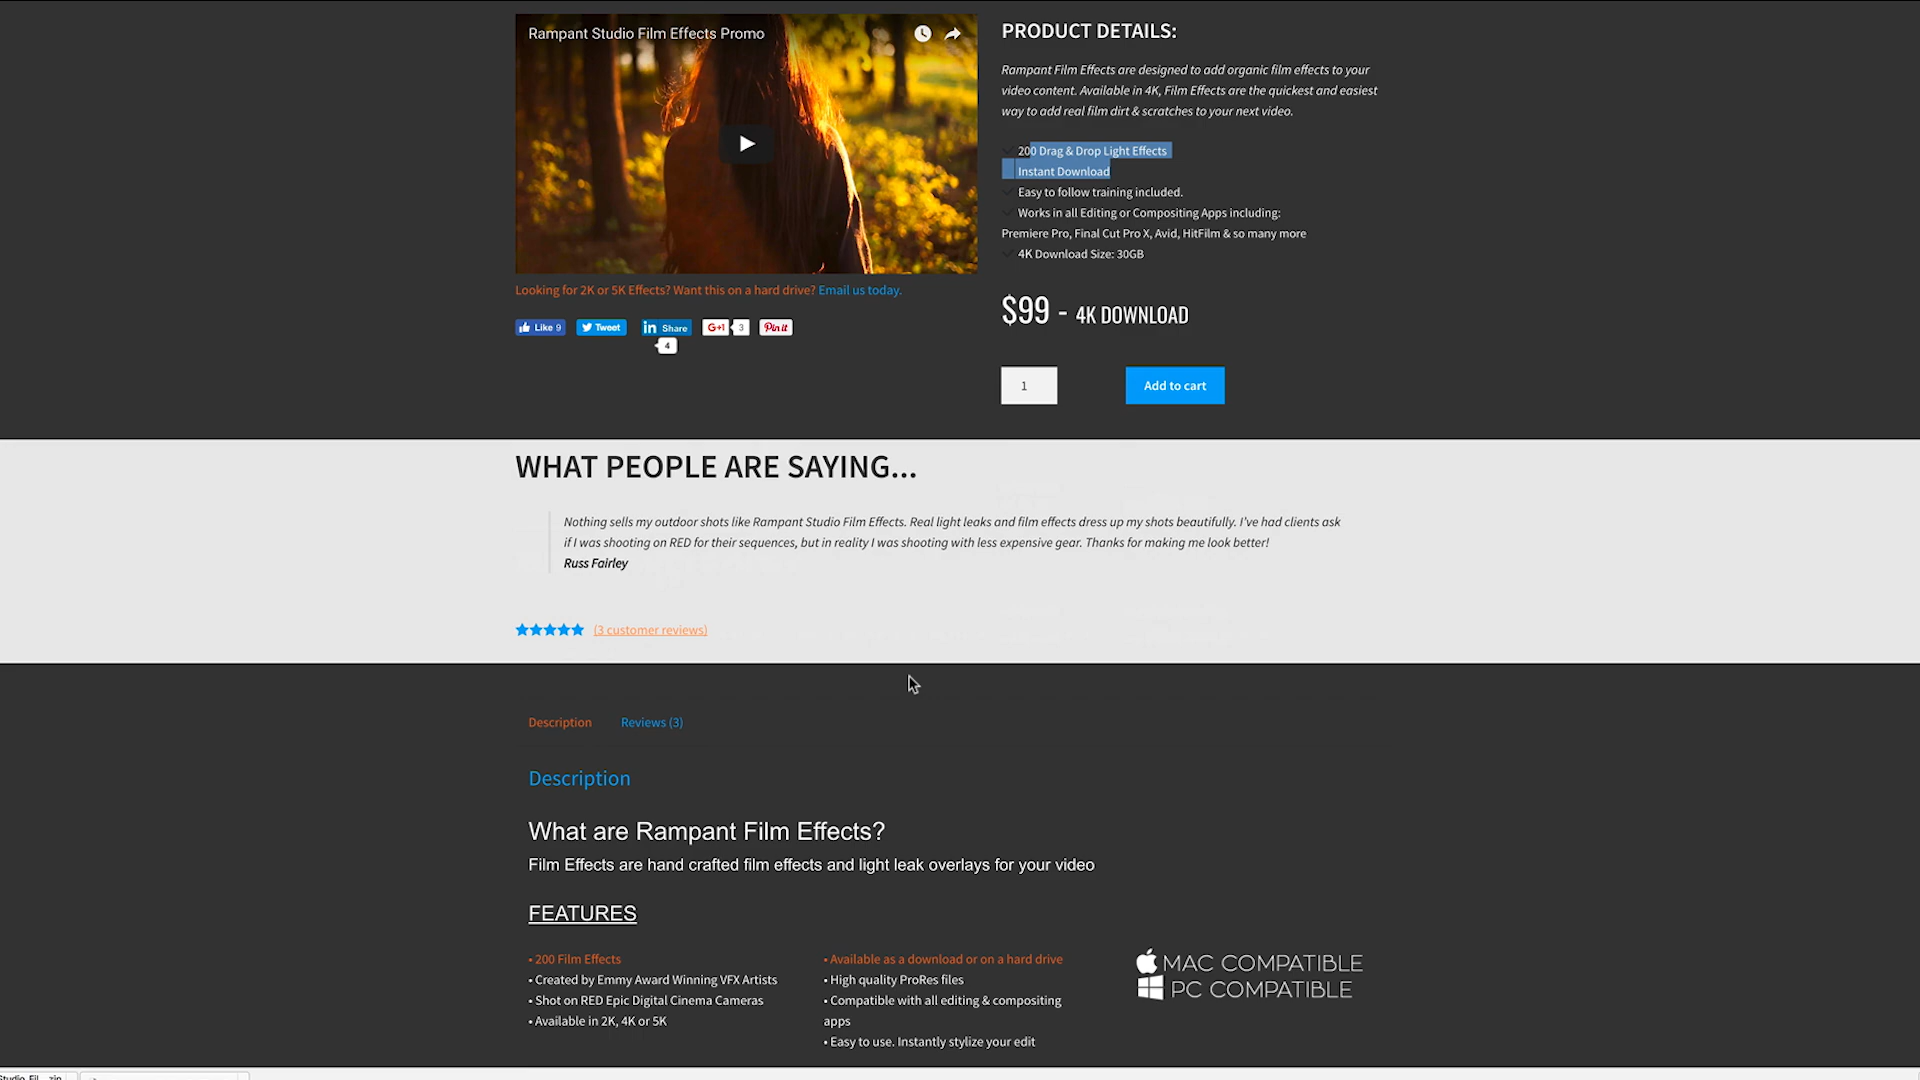 Rampant Studio Film Effects Promo
Looking for 2K or 5K Effects? Want this on a hard drive? Email us today.
Like 9
Tweet
in Share
4
G+1 3
Pin it
PRODUCT DETAILS:
Rampant Film Effects are designed to add organic film effects to your
video content. Available in 4K, Film Effects are the quickest and easiest
way to add real film dirt & scratches to your next video.
200 Drag & Drop Light Effects
Instant Download
Easy to follow training included.
Works in all Editing or Compositing Apps including:
Premiere Pro, Final Cut Pro X, Avid, HitFilm & so many more
4K Download Size: 30GB
$99 - 4K DOWNLOAD
1
Add to cart
WHAT PEOPLE ARE SAYING...
Nothing sells my outdoor shots like Rampant Studio Film Effects. Real light leaks and film effects dress up my shots beautifully. I've had clients ask
if I was shooting on RED for their sequences, but in reality I was shooting with less expensive gear. Thanks for making me look better!
Russ Fairley
(3 customer reviews)
Description
Reviews (3)
Description
What are Rampant Film Effects?
Film Effects are hand crafted film effects and light leak overlays for your video
FEATURES
• 200 Film Effects
• Created by Emmy Award Winning VFX Artists
• Shot on RED Epic Digital Cinema Cameras
• Available in 2K, 4K or 5K
• Available as a download or on a hard drive
• High quality ProRes files
• Compatible with all editing & compositing
apps
• Easy to use. Instantly stylize your edit
MAC COMPATIBLE
PC COMPATIBLE